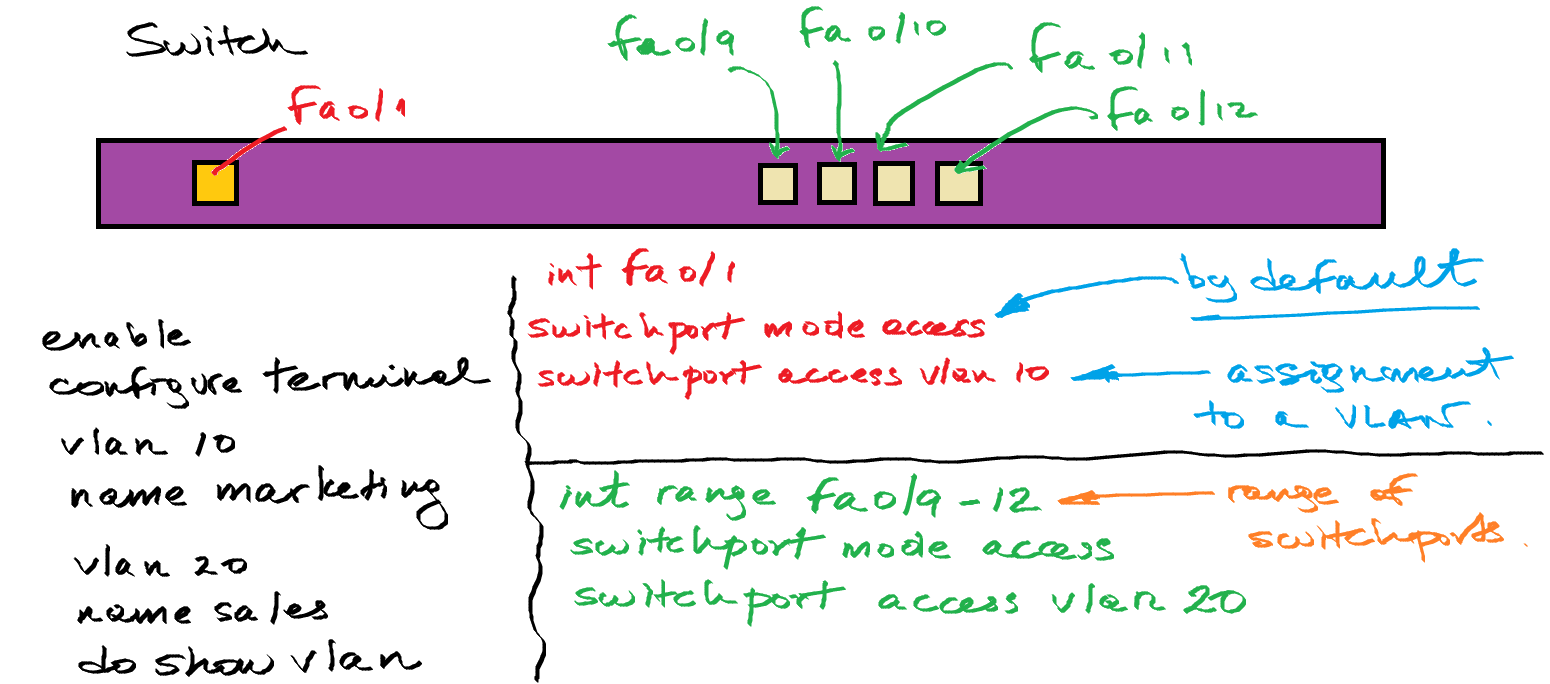 Switch
fa0/1
fa0/9
fa0/10
fa0/11
fa0/12
enable
configure terminal
vlan 10
name marketing
vlan 20
name sales
do show vlan
int fa0/1
switchport mode access
switchport access vlan 10
by default
assignment
to a VLAN.
int range fa0/9-12
switchport mode access
switchport access vlan 20
range of
switchports.